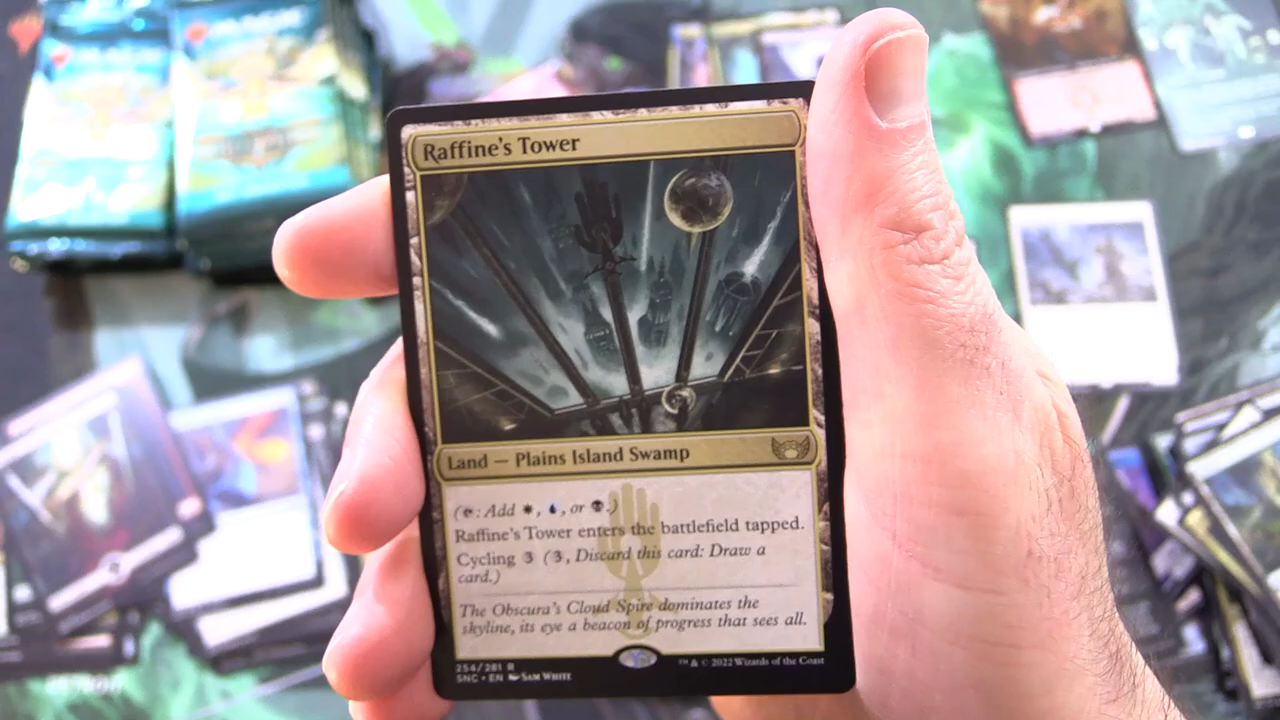 Raffine's Tower
Land — Plains Island Swamp
(T: Add W, U, or B.)
Raffine's Tower enters the battlefield tapped.
Cycling 3 (3, Discard this card: Draw a
card.)
The Obscura's Cloud Spire dominates the
skyline, its eye a beacon of progress that sees all.
254/281 R
SNC • EN Sam White
™ & © 2022 Wizards of the Coast